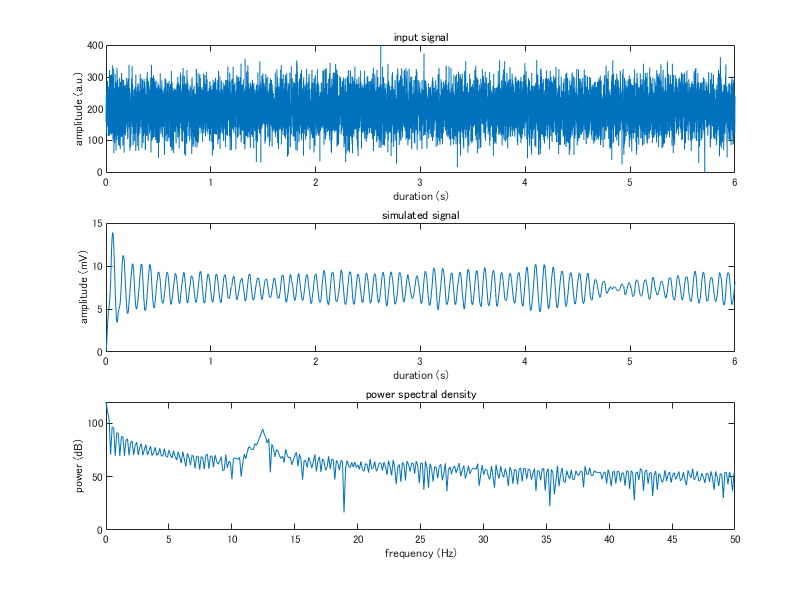 input signal
400
300
200
100
0
amplitude (a.u.)
0 1 2 3 4 5 6
duration (s)
simulated signal
15
10
5
0
amplitude (mV)
0 1 2 3 4 5 6
duration (s)
power spectral density
100
50
0
power (dB)
0 5 10 15 20 25 30 35 40 45 50
frequency (Hz)